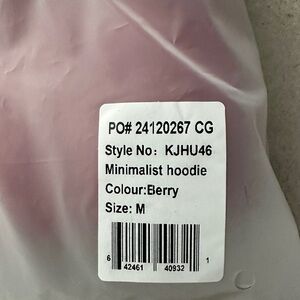 PO# 24120267 CG
Style No: KJHU46
Minimalist hoodie
Colour:Berry
Size: M
6 42461 40932 1